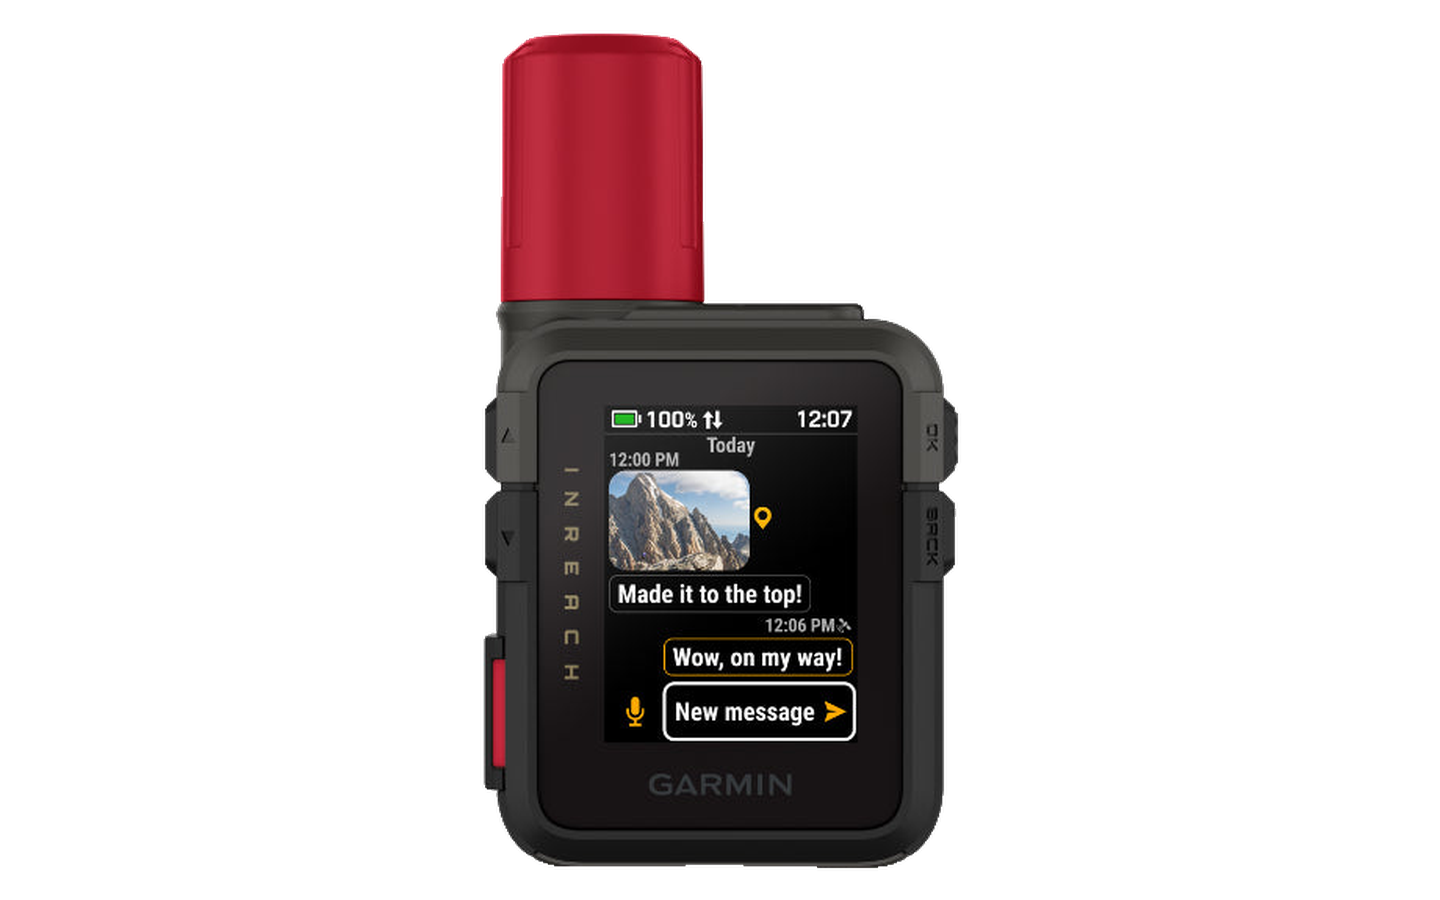 100% 12:07
Today
12:00 PM
Made it to the top!
12:06 PM
Wow, on my way!
New message
INREACH
OK
BACK
GARMIN